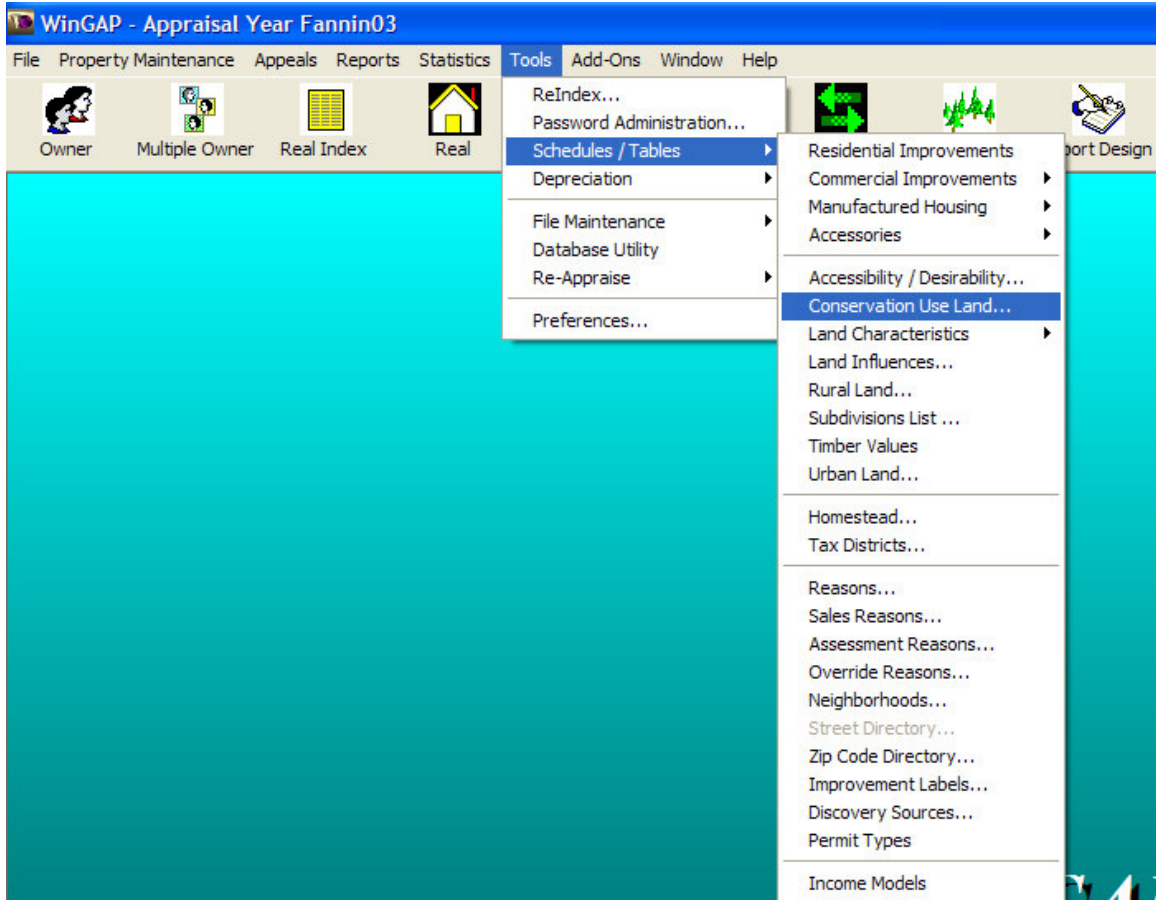 WinGAP - Appraisal Year Fannin03
File Property Maintenance Appeals Reports Statistics Tools Add-Ons Window Help
Owner Multiple Owner Real Index Real port Design
ReIndex...
Password Administration...
Schedules / Tables
Depreciation
File Maintenance
Database Utility
Re-Appraise
Preferences...
Residential Improvements
Commercial Improvements
Manufactured Housing
Accessories
Accessibility / Desirability...
Conservation Use Land...
Land Characteristics
Land Influences...
Rural Land...
Subdivisions List ...
Timber Values
Urban Land...
Homestead...
Tax Districts...
Reasons...
Sales Reasons...
Assessment Reasons...
Override Reasons...
Neighborhoods...
Street Directory...
Zip Code Directory...
Improvement Labels...
Discovery Sources...
Permit Types
Income Models